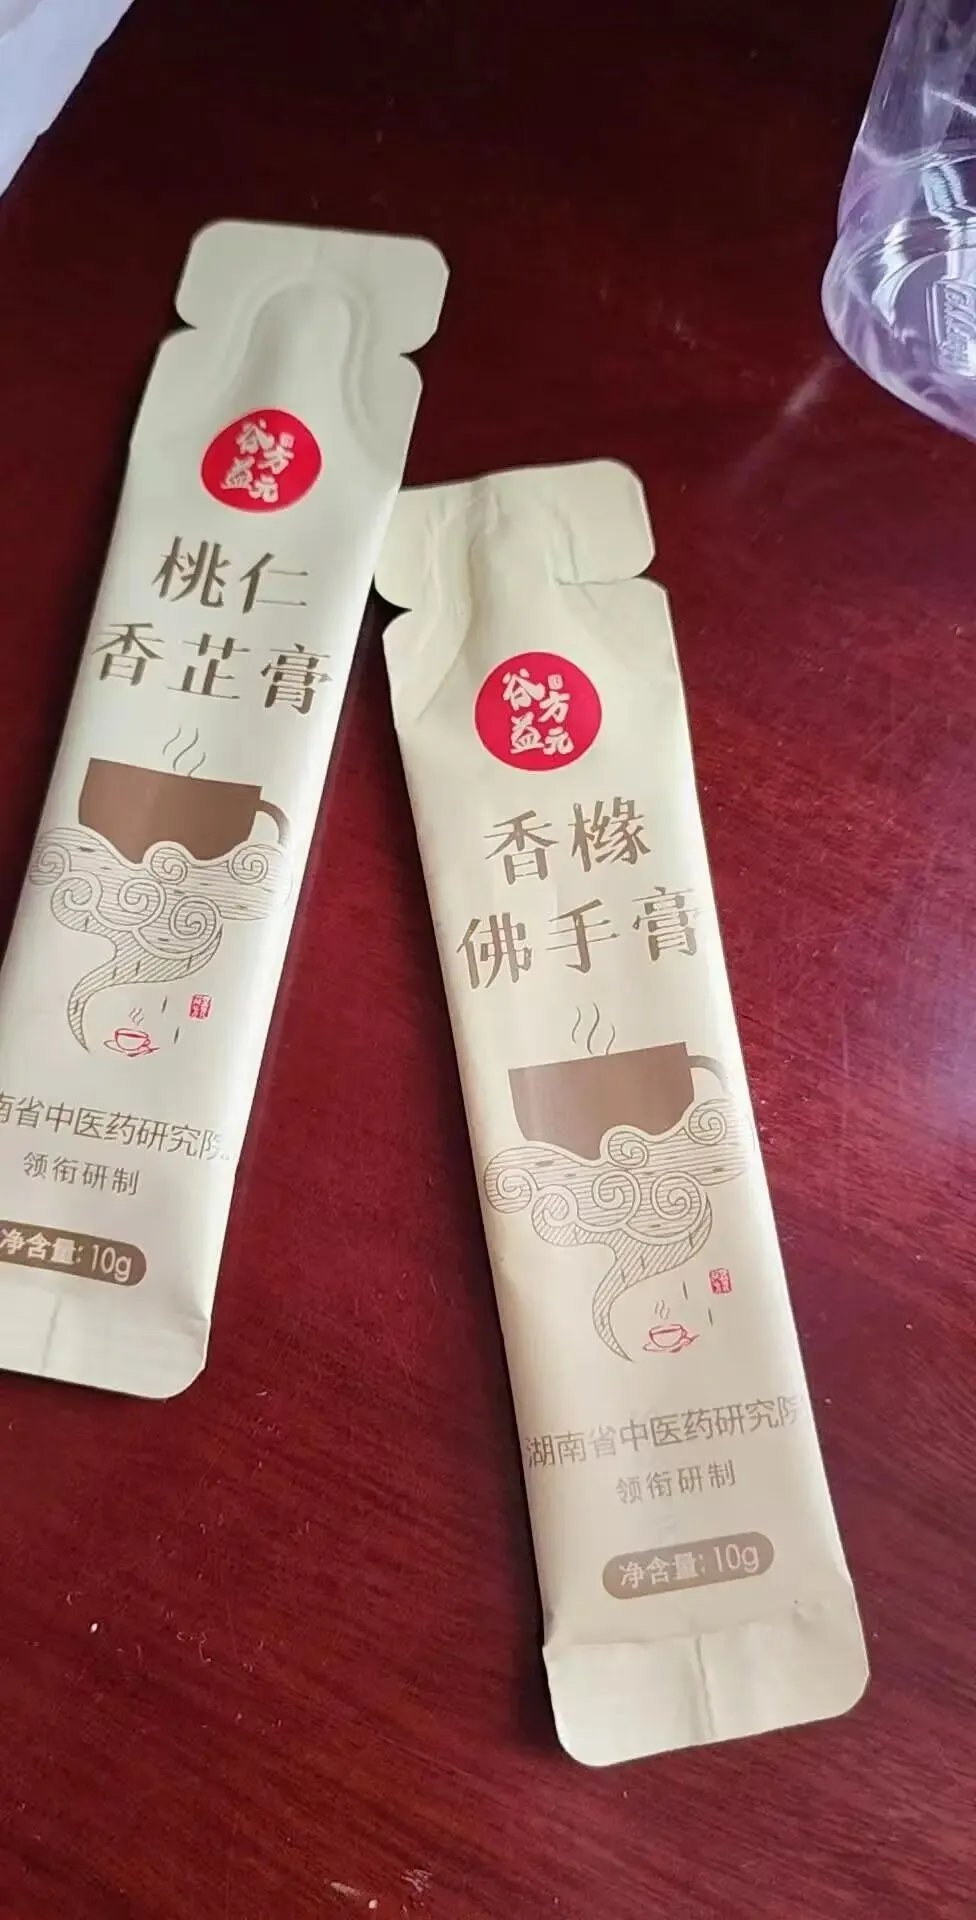 谷方
益元
桃仁
香芷膏
南省中医药研究院
领衔研制
净含量: 10g
谷方
益元
香橼
佛手膏
湖南省中医药研究院
领衔研制
净含量: 10g